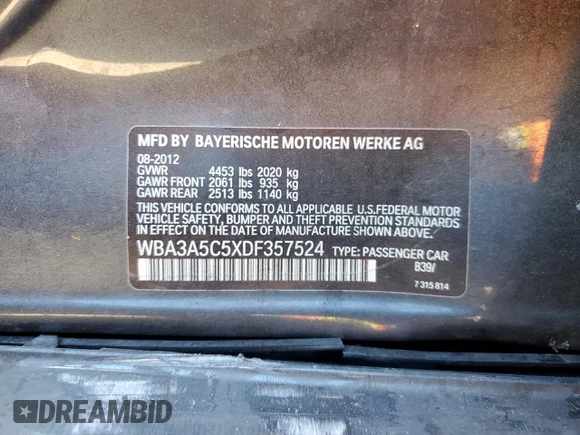 MFD BY BAYERISCHE MOTOREN WERKE AG
08-2012
GVWR 4453 lbs 2020 kg
GAWR FRONT 2061 lbs 935 kg
GAWR REAR 2513 lbs 1140 kg
THIS VEHICLE CONFORMS TO ALL APPLICABLE U.S.FEDERAL MOTOR
VEHICLE SAFETY, BUMPER, AND THEFT PREVENTION STANDARDS
IN EFFECT ON THE DATE OF MANUFACTURE SHOWN ABOVE.
WBA3A5C5XDF357524 TYPE: PASSENGER CAR
B39/
7 315 814
DREAMBID